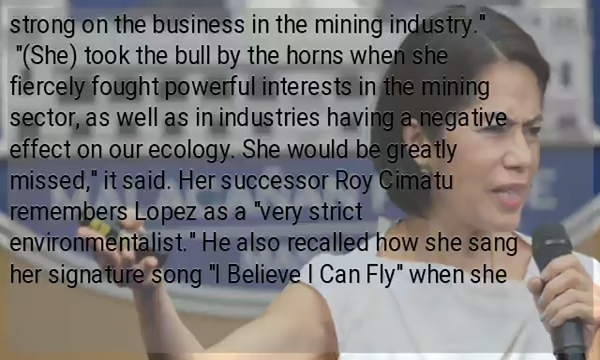 strong on the business in the mining industry."
"(She) took the bull by the horns when she
fiercely fought powerful interests in the mining
sector, as well as in industries having a negative
effect on our ecology. She would be greatly
missed," it said. Her successor Roy Cimatu
remembers Lopez as a "very strict
environmentalist." He also recalled how she sang
her signature song "I Believe I Can Fly" when she